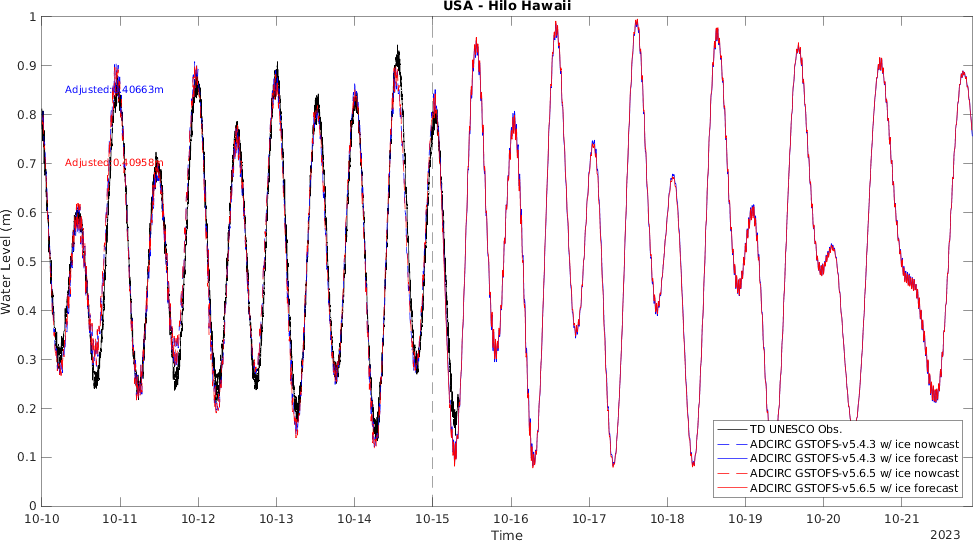 USA - Hilo Hawaii
1
0.9
0.8
0.7
0.6
0.5
0.4
0.3
0.2
0.1
0
Water Level (m)
Adjusted:0.40663m
Adjusted:0.40958m
TD UNESCO Obs.
ADCIRC GSTOFS-v5.4.3 w/ ice nowcast
ADCIRC GSTOFS-v5.4.3 w/ ice forecast
ADCIRC GSTOFS-v5.6.5 w/ ice nowcast
ADCIRC GSTOFS-v5.6.5 w/ ice forecast
10-10 10-11 10-12 10-13 10-14 10-15 10-16 10-17 10-18 10-19 10-20 10-21
Time
2023